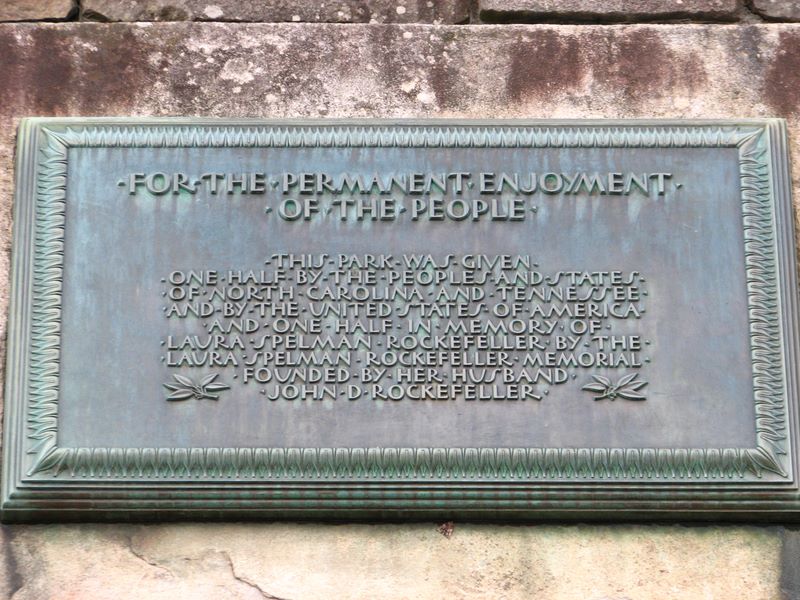 ·FOR·THE·PERMANENT·ENJOYMENT·
·OF·THE·PEOPLE·
·THIS·PARK·WAS·GIVEN·
·ONE·HALF·BY·THE·PEOPLES·AND·STATES·
·OF·NORTH·CAROLINA·AND·TENNESSEE·
·AND·BY·THE·UNITED·STATES·OF·AMERICA·
·AND·ONE·HALF·IN·MEMORY·OF·
·LAURA·SPELMAN·ROCKEFELLER·BY·THE·
·LAURA·SPELMAN·ROCKEFELLER·MEMORIAL·
·FOUNDED·BY·HER·HUSBAND·
·JOHN·D·ROCKEFELLER·